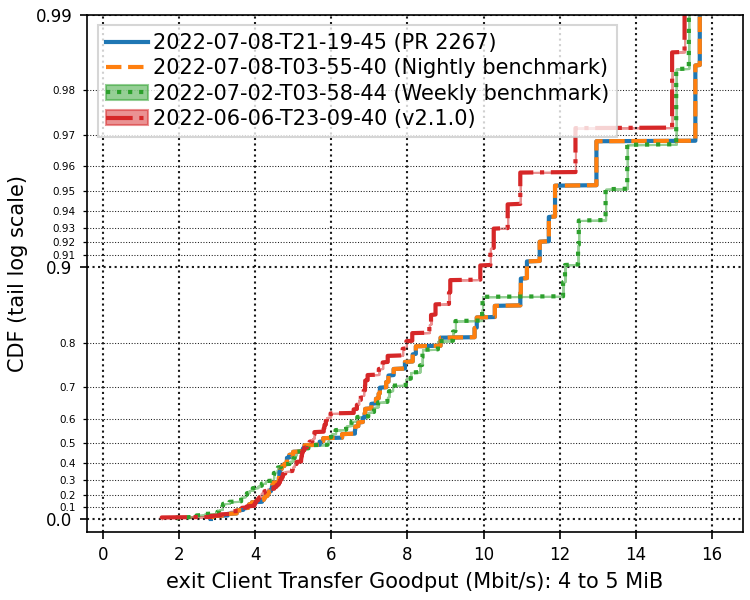 0.99
0.98
0.97
0.96
0.95
0.94
0.93
0.92
0.91
0.9
0.8
0.7
0.6
0.5
0.4
0.3
0.2
0.1
0.0
CDF (tail log scale)
2022-07-08-T21-19-45 (PR 2267)
2022-07-08-T03-55-40 (Nightly benchmark)
2022-07-02-T03-58-44 (Weekly benchmark)
2022-06-06-T23-09-40 (v2.1.0)
0 2 4 6 8 10 12 14 16
exit Client Transfer Goodput (Mbit/s): 4 to 5 MiB